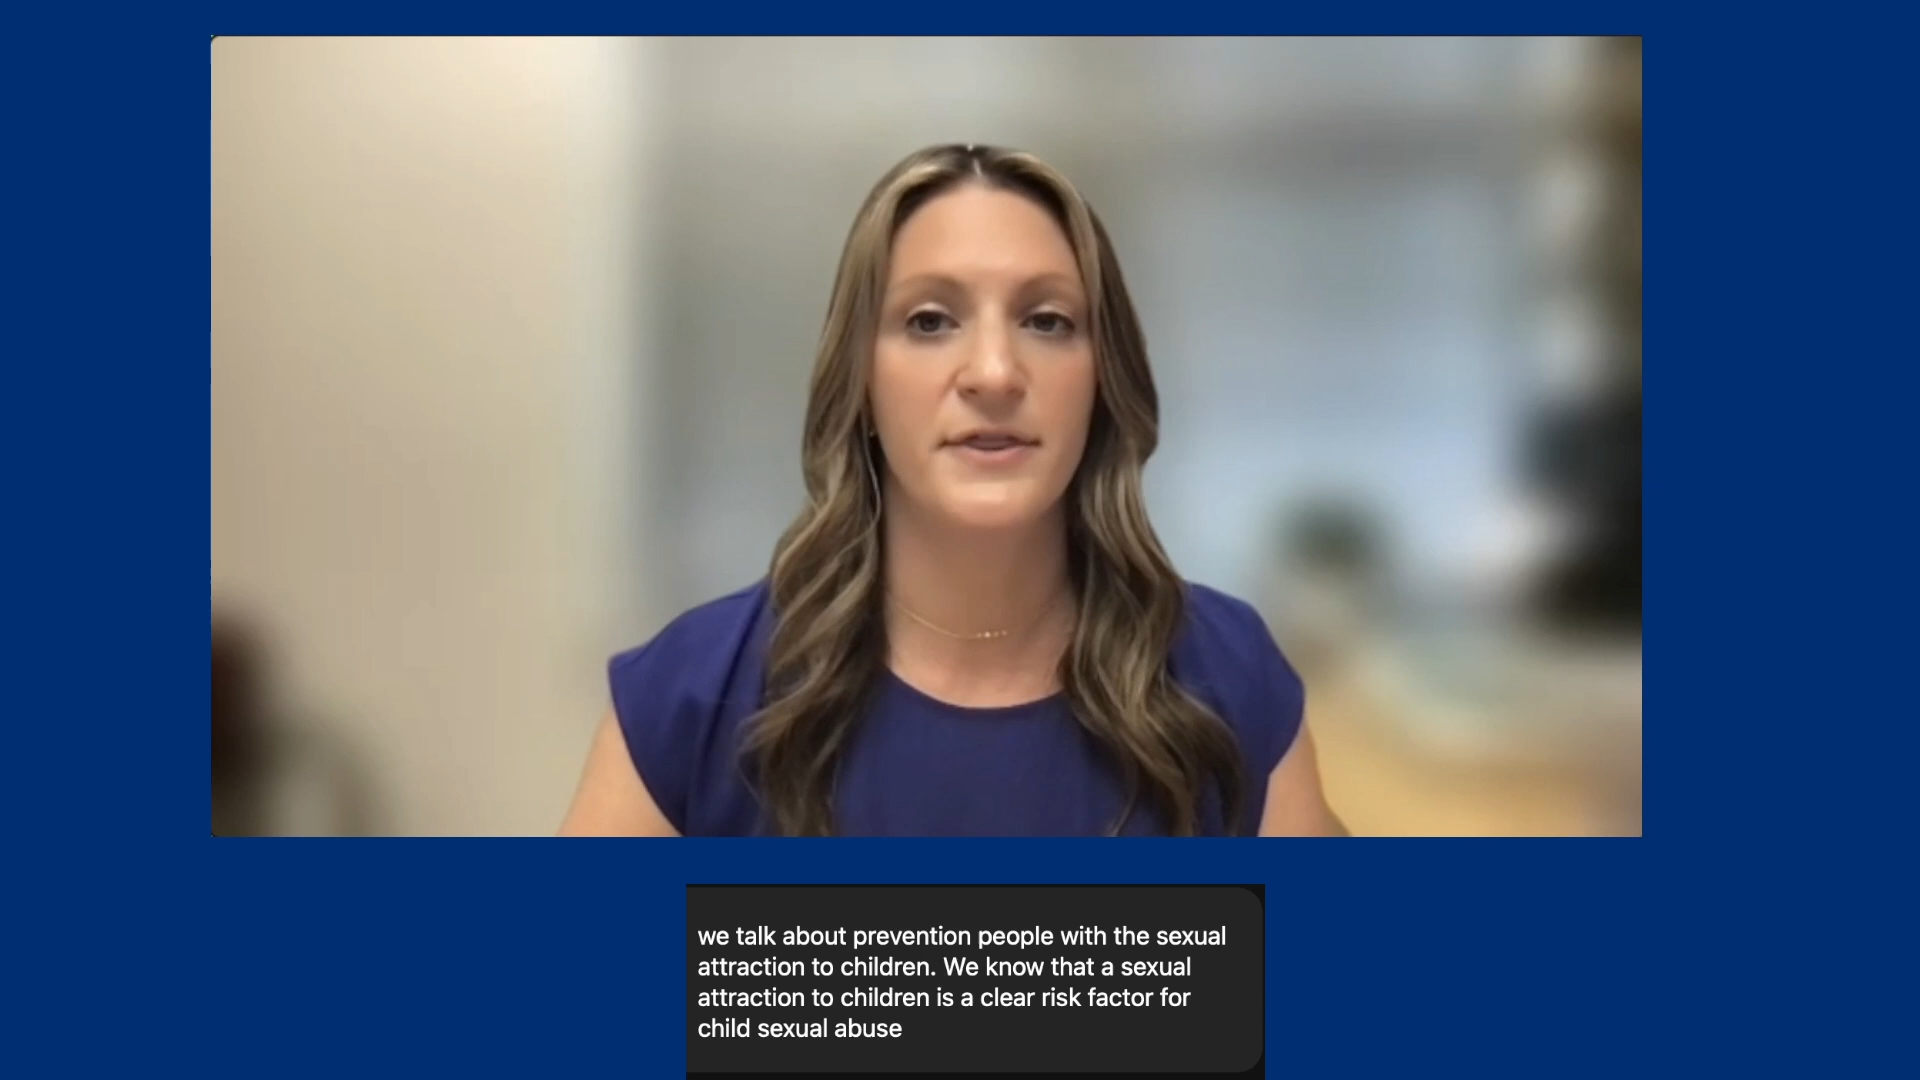 we talk about prevention people with the sexual
attraction to children. We know that a sexual
attraction to children is a clear risk factor for
child sexual abuse